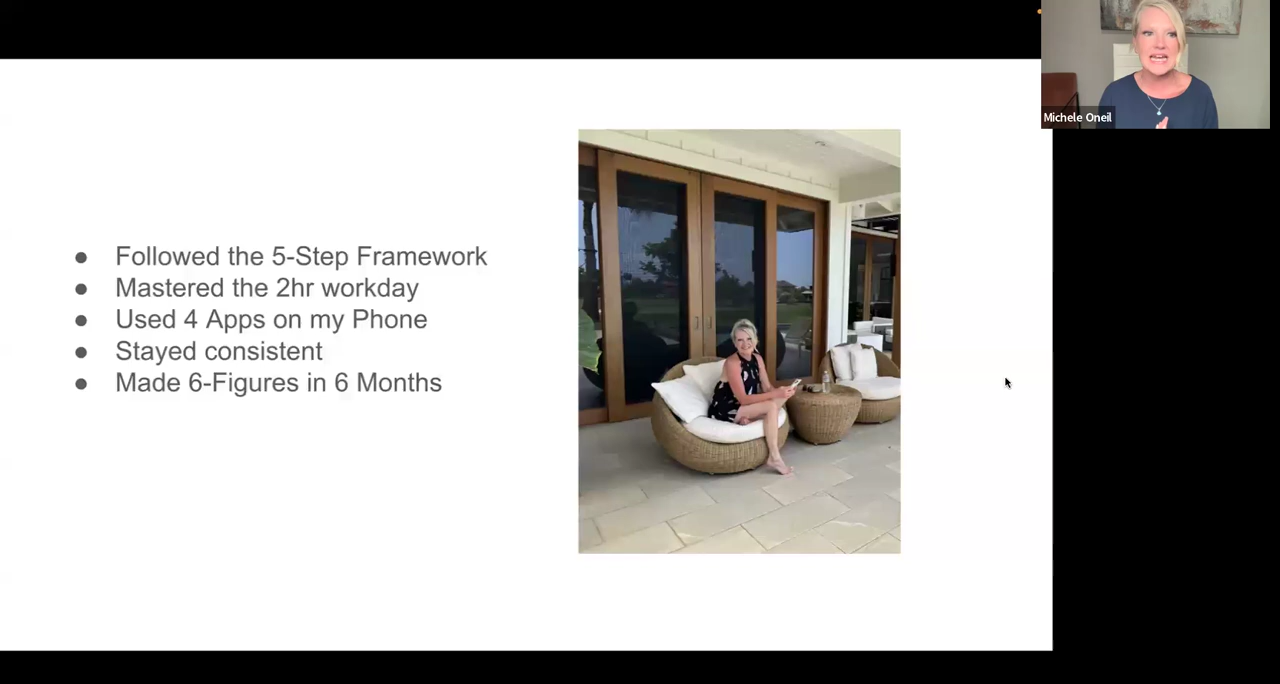 Michele Oneil
● Followed the 5-Step Framework
● Mastered the 2hr workday
● Used 4 Apps on my Phone
● Stayed consistent
● Made 6-Figures in 6 Months